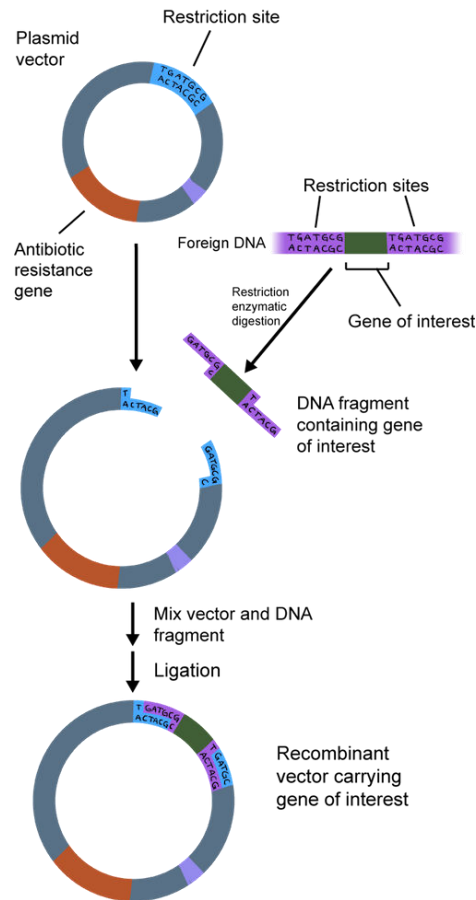 Restriction site
Plasmid
vector
TGATGCG
ACTACGC
Restriction sites
Foreign DNA
TGATGCG
ACTACGC
TGATGCG
ACTACGC
Antibiotic
resistance
gene
Restriction
enzymatic
digestion
Gene of interest
GATGCG
C
T
ACTACG
DNA fragment
containing gene
of interest
T
ACTACG
GATGCG
C
Mix vector and DNA
fragment
Ligation
T GATGCG
ACTACGC
T GATGC
ACTACG
Recombinant
vector carrying
gene of interest